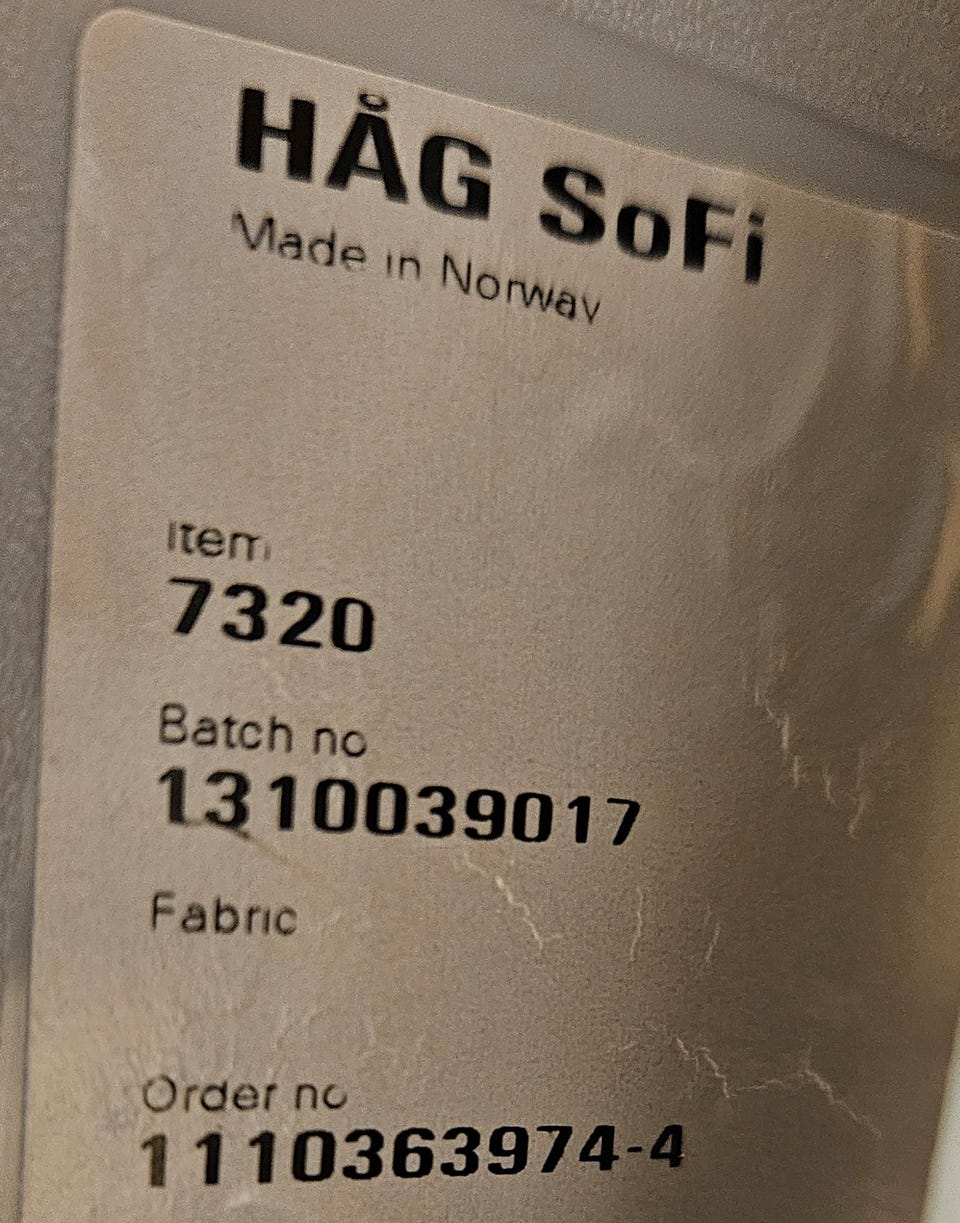 HÅG SoFi
Made in Norway
Item
7320
Batch no
1310039017
Fabric
Order no
1110363974-4